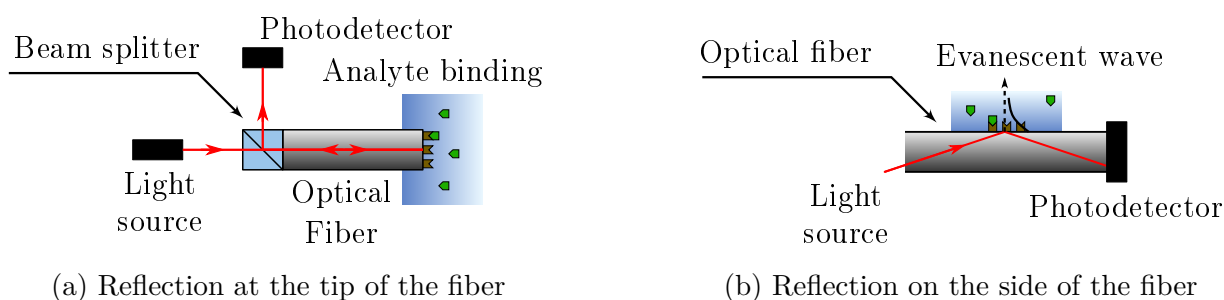 Photodetector
Beam splitter
Analyte binding
Light
source
Optical
Fiber
(a) Reflection at the tip of the fiber
Optical fiber
Evanescent wave
Light
source
Photodetector
(b) Reflection on the side of the fiber